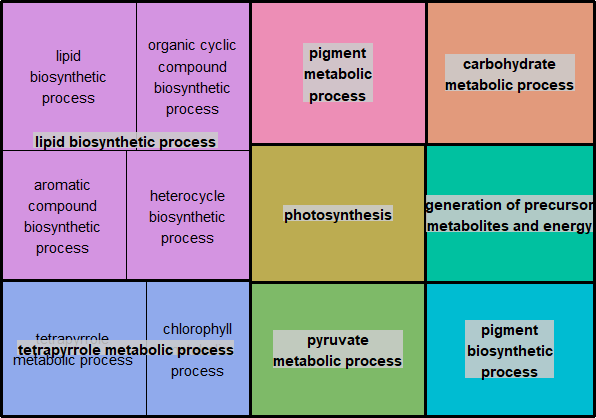 lipid
biosynthetic
process
organic cyclic
compound
biosynthetic
process
lipid biosynthetic process
aromatic
compound
biosynthetic
process
heterocycle
biosynthetic
process
tetrapyrrole
metabolic process
chlorophyll
process
tetrapyrrole metabolic process
pigment
metabolic
process
carbohydrate
metabolic process
photosynthesis
generation of precursor
metabolites and energy
pyruvate
metabolic process
pigment
biosynthetic
process